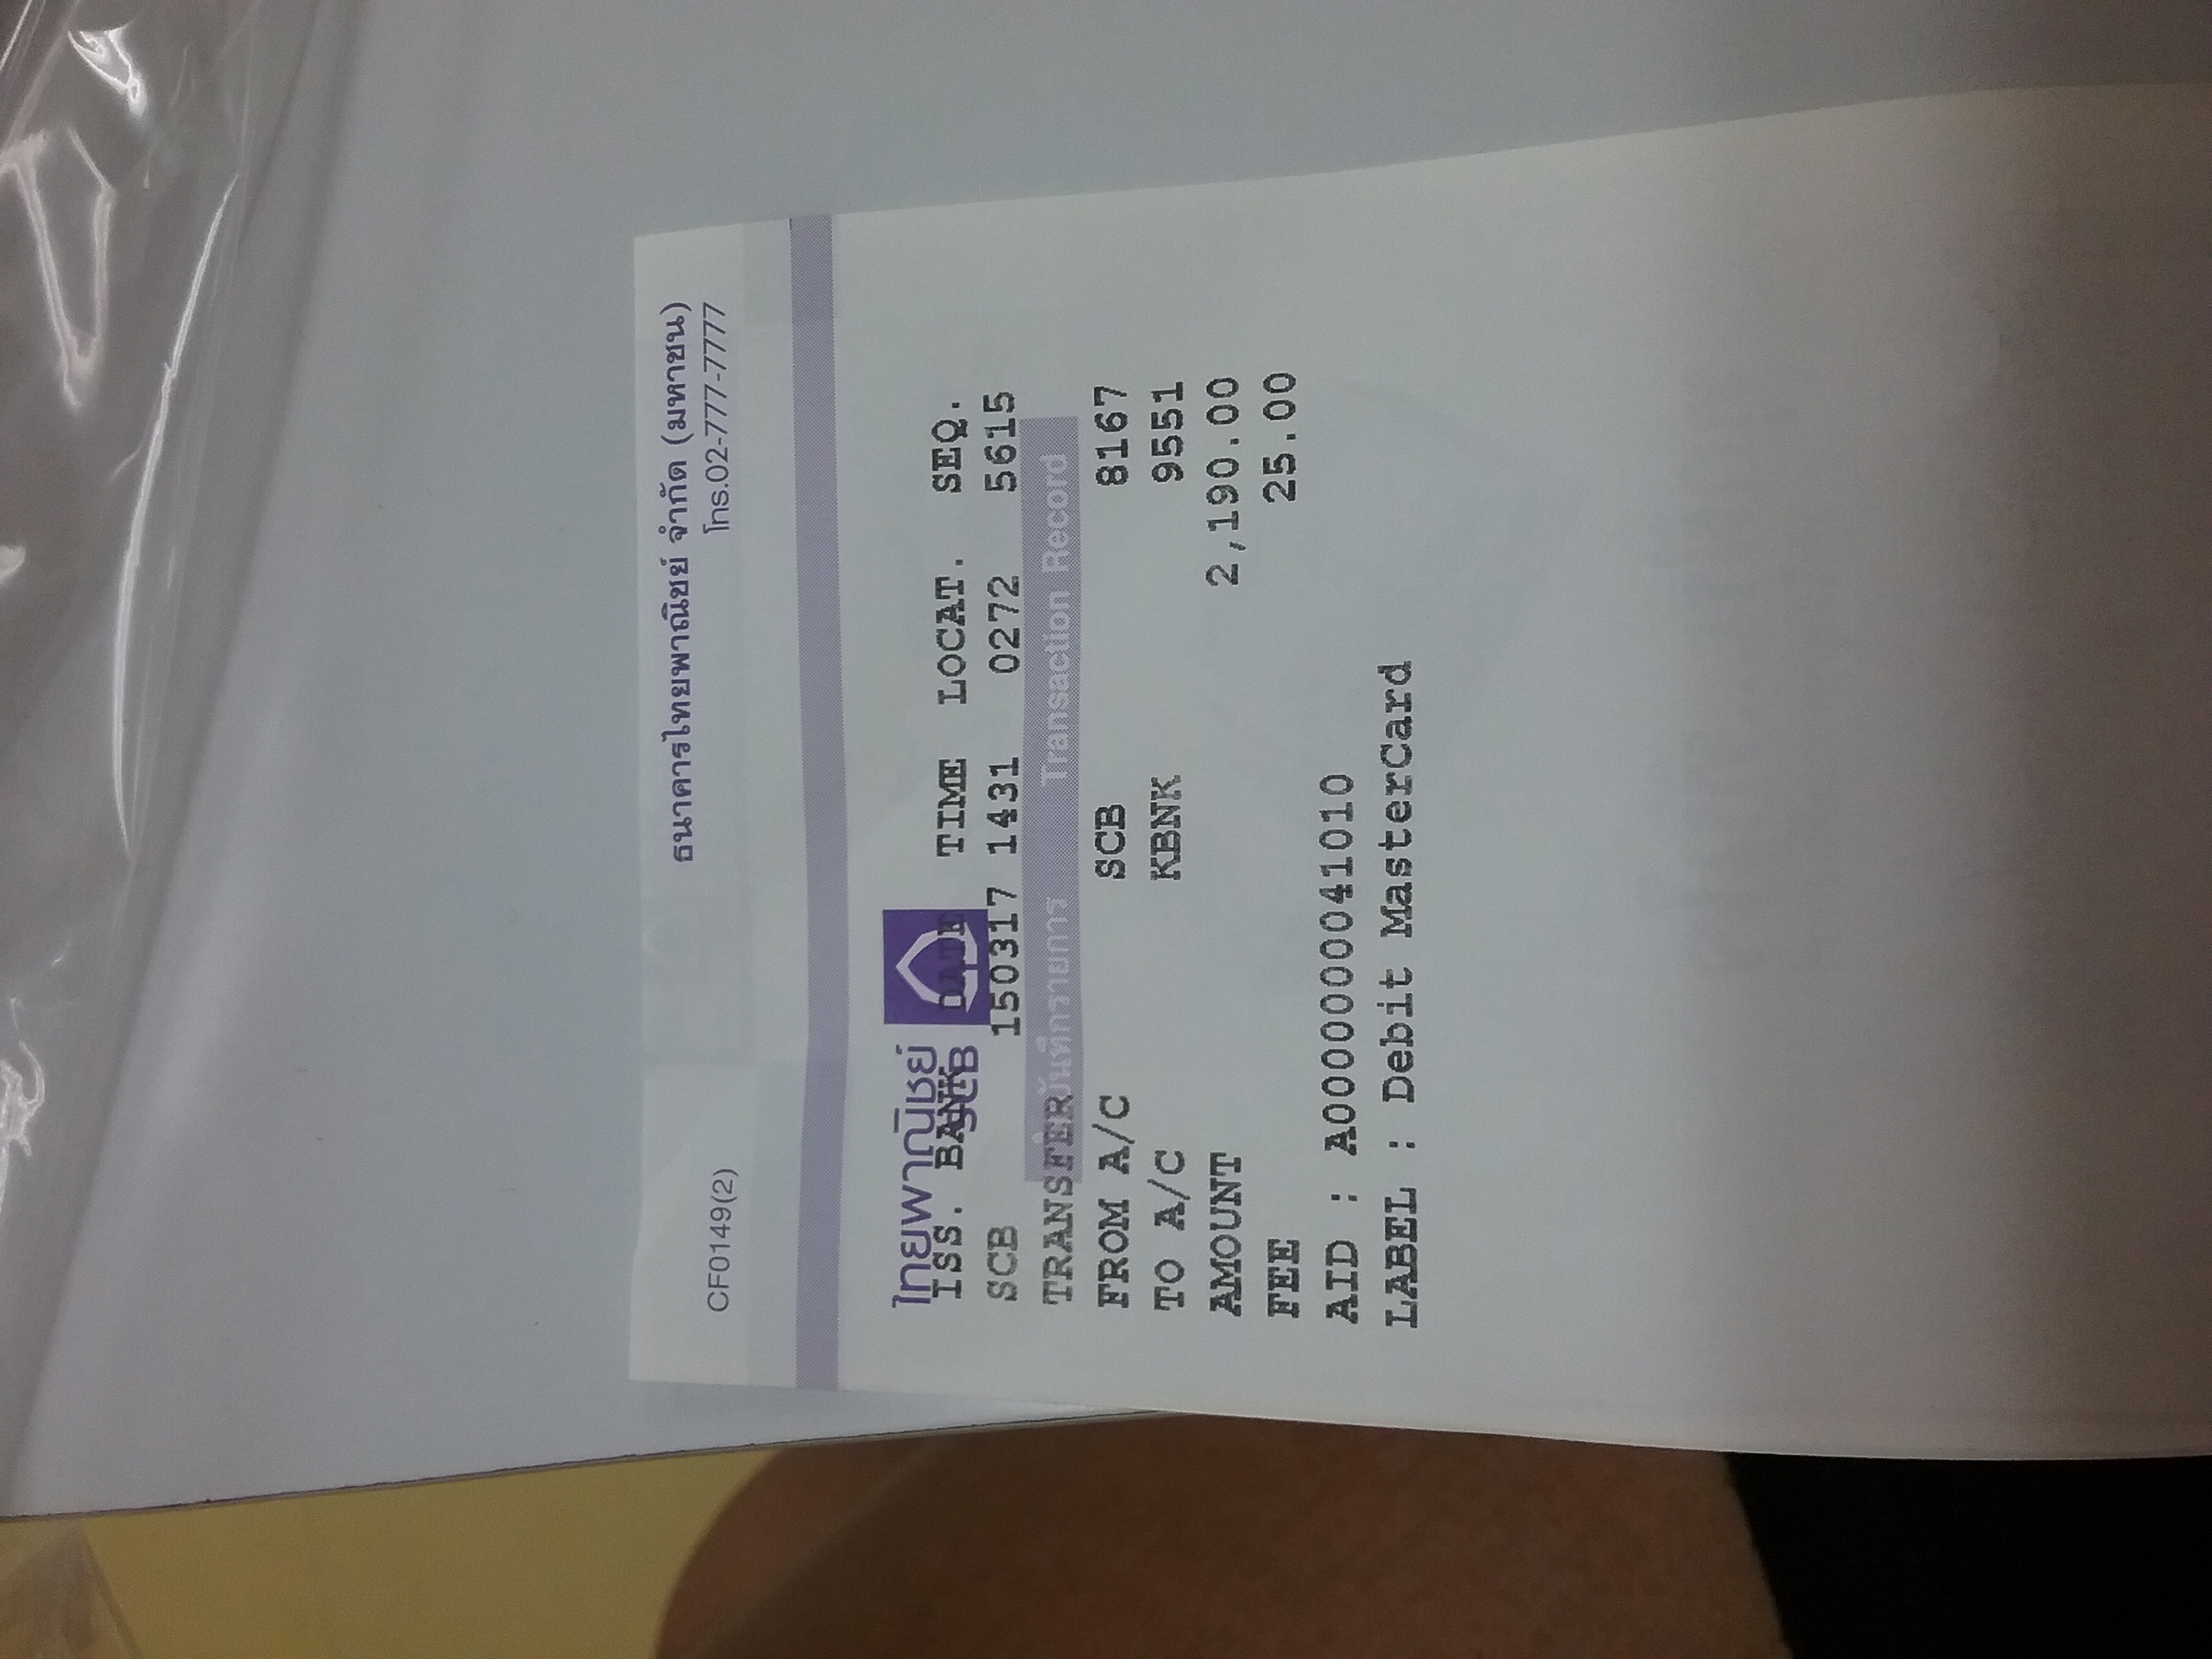 CF0149(2)
ธนาคารไทยพาณิชย์ จำกัด (มหาชน)
โทร.02-777-7777
ไทยพาณิชย์
SCB
ISS. BANK DATE TIME LOCAT. SEQ.
SCB 150317 1431 0272 5615
บันทึกรายการ Transaction Record
TRANSFER
FROM A/C SCB 8167
TO A/C KBNK 9551
AMOUNT 2,190.00
FEE 25.00
AID : A0000000041010
LABEL : Debit MasterCard